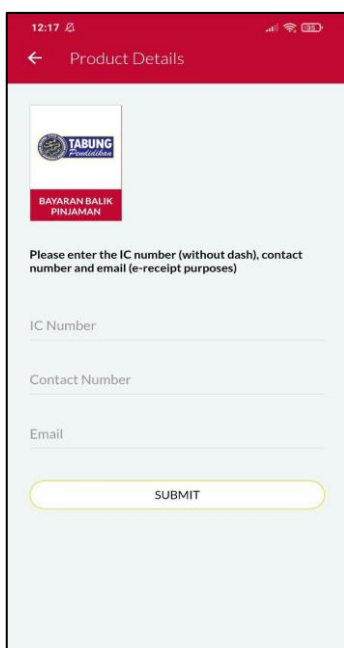 12:17
Product Details
TABUNG
Pendidikan
BAYARAN BALIK
PINJAMAN
Please enter the IC number (without dash), contact
number and email (e-receipt purposes)
IC Number
Contact Number
Email
SUBMIT